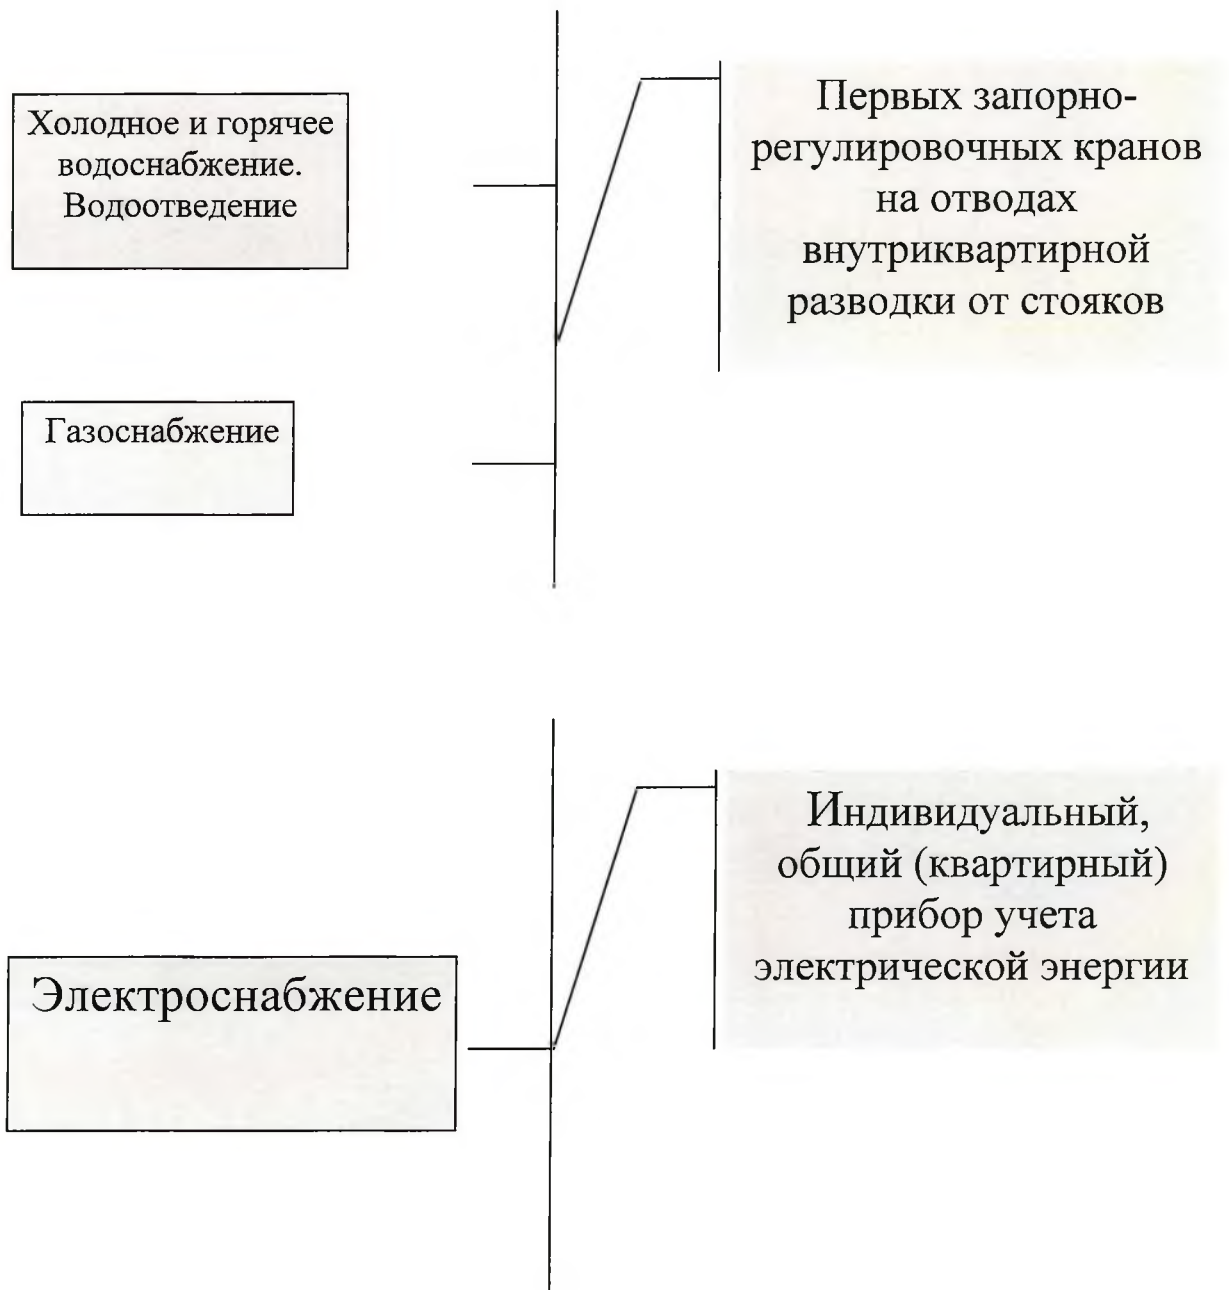 Холодное и горячее
водоснабжение.
Водоотведение
Первых запорно-
регулировочных кранов
на отводах
внутриквартирной
разводки от стояков
Газоснабжение
Индивидуальный,
общий (квартирный)
прибор учета
электрической энергии
Электроснабжение